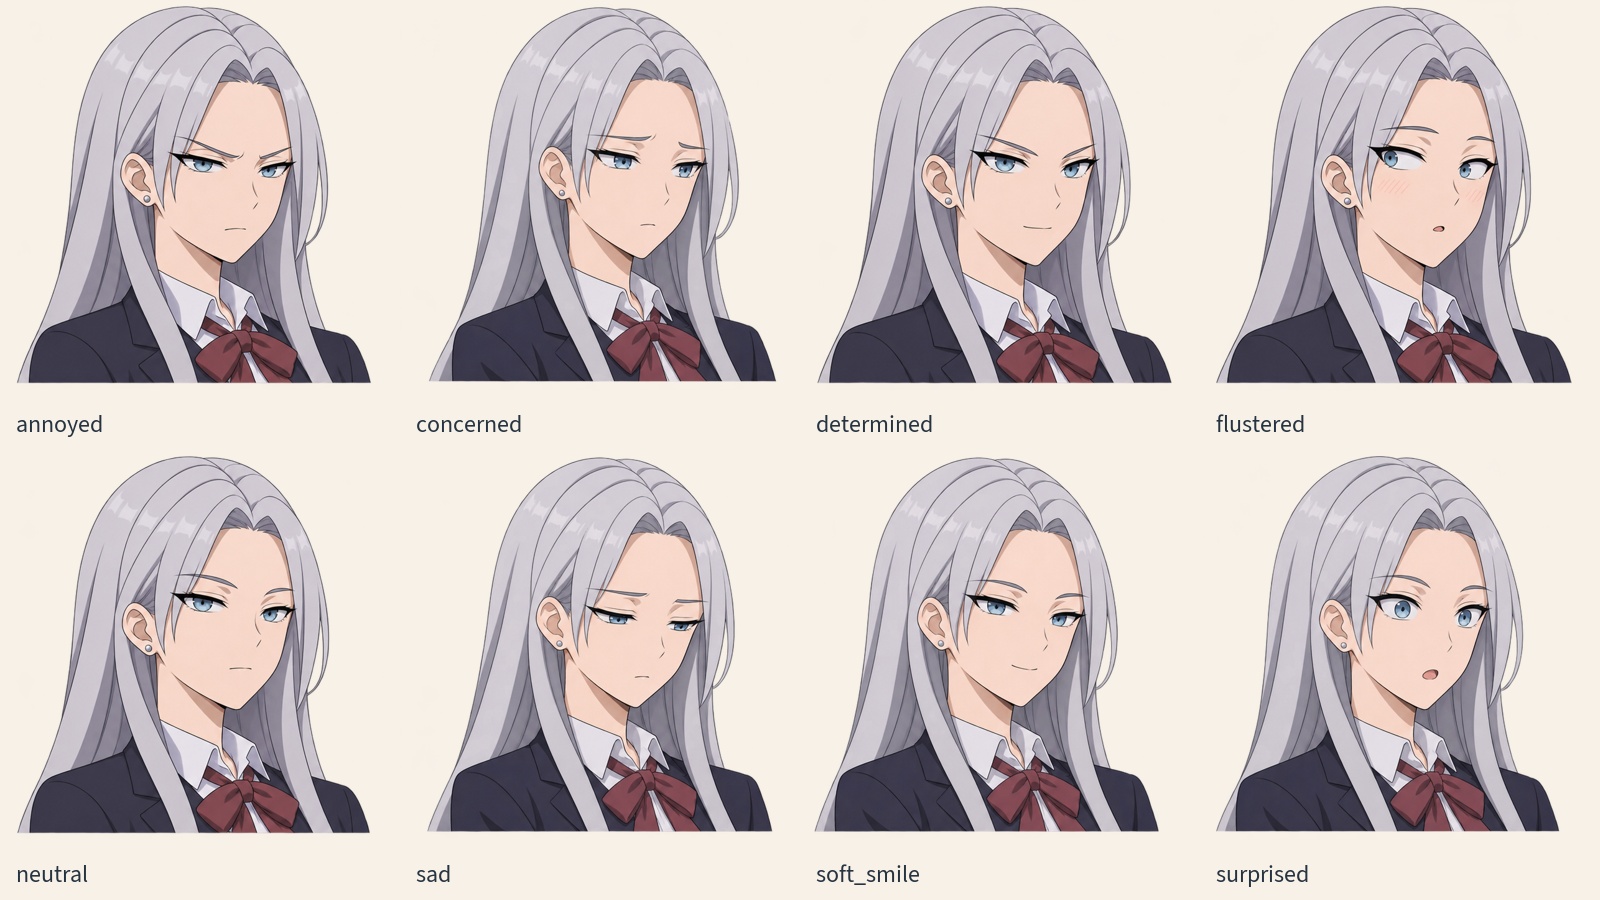 annoyed
concerned
determined
flustered
neutral
sad
soft_smile
surprised